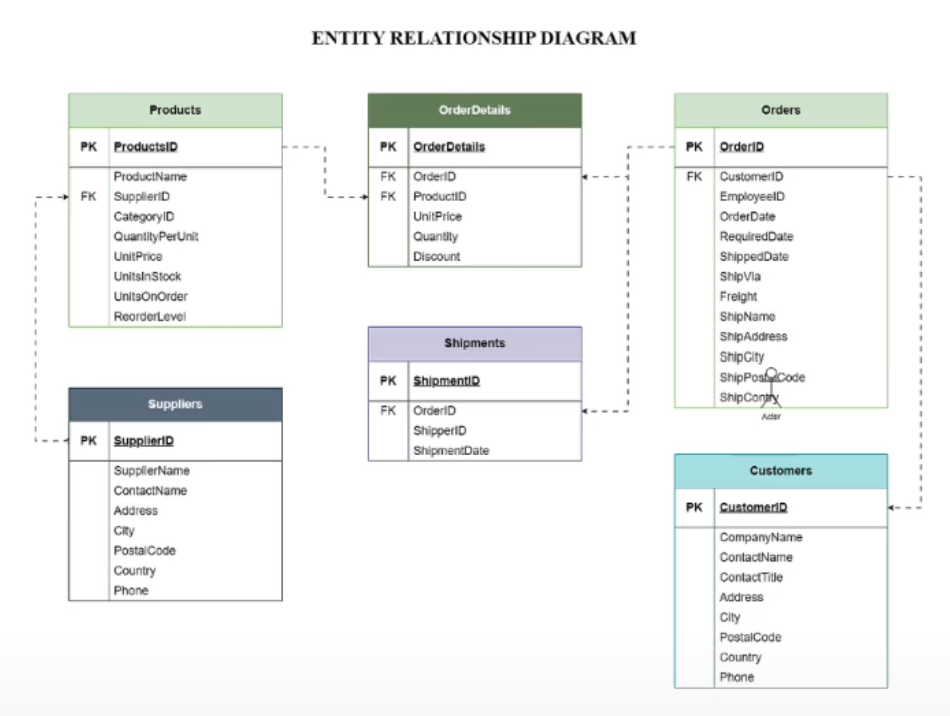 ENTITY RELATIONSHIP DIAGRAM
Products
PK ProductsID
ProductName
FK SupplierID
CategoryID
QuantityPerUnit
UnitPrice
UnitsInStock
UnitsOnOrder
ReorderLevel
OrderDetails
PK OrderDetails
FK OrderID
FK ProductID
UnitPrice
Quantity
Discount
Orders
PK OrderID
FK CustomerID
EmployeeID
OrderDate
RequiredDate
ShippedDate
ShipVia
Freight
ShipName
ShipAddress
ShipCity
ShipPostalCode
ShipContry
Actor
Shipments
PK ShipmentID
FK OrderID
ShipperID
ShipmentDate
Suppliers
PK SupplierID
SupplierName
ContactName
Address
City
PostalCode
Country
Phone
Customers
PK CustomerID
CompanyName
ContactName
ContactTitle
Address
City
PostalCode
Country
Phone